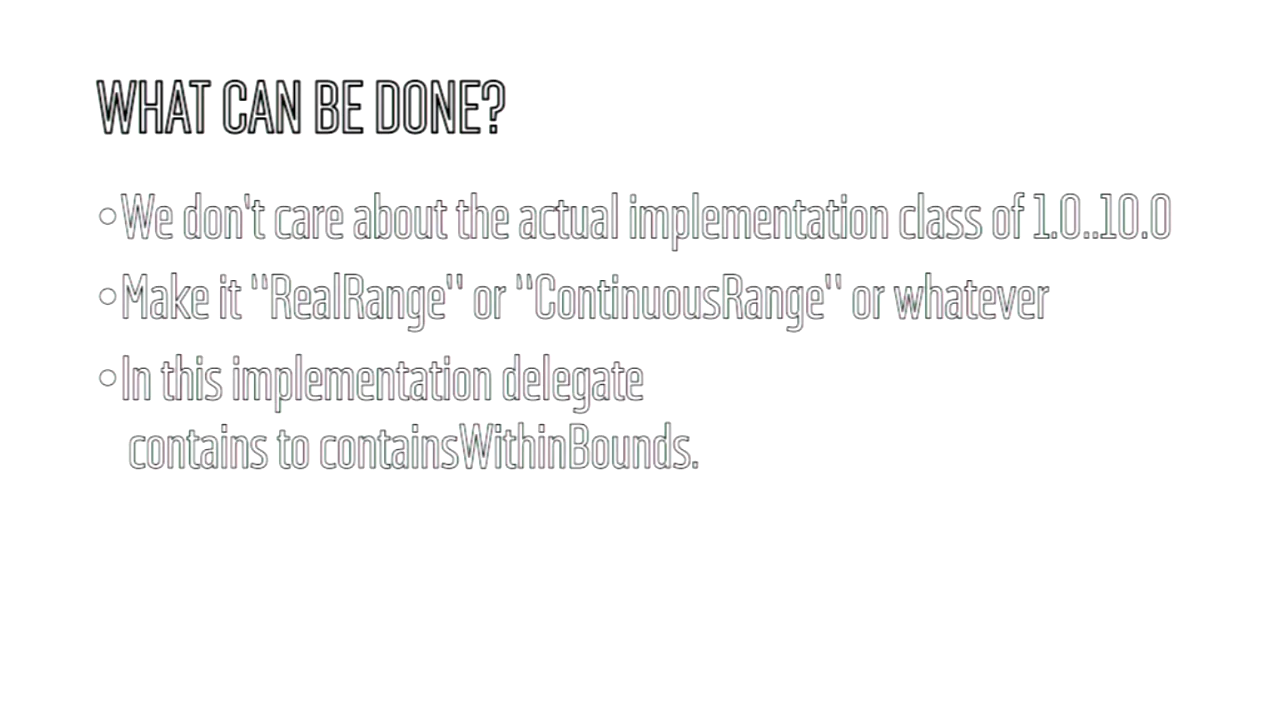 WHAT CAN BE DONE?
•We don't care about the actual implementation class of 1.0..10.0
•Make it "RealRange" or "ContinuousRange" or whatever
•In this implementation delegate
contains to containsWithinBounds.